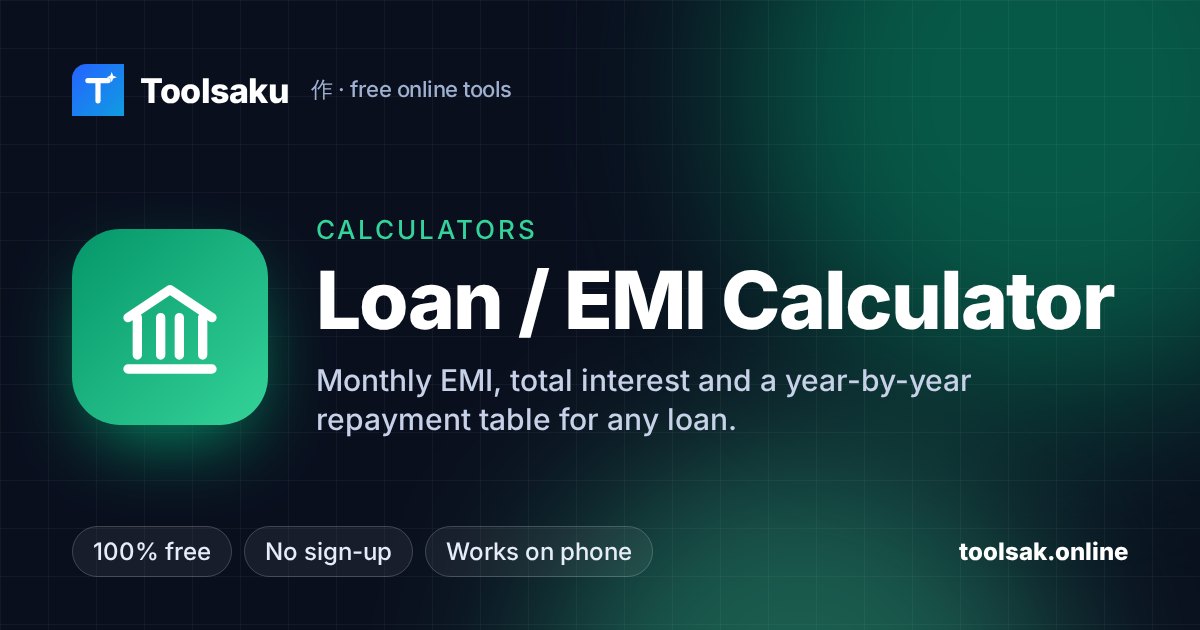 Toolsaku 作 · free online tools
CALCULATORS
Loan / EMI Calculator
Monthly EMI, total interest and a year-by-year
repayment table for any loan.
100% free No sign-up Works on phone toolsak.online